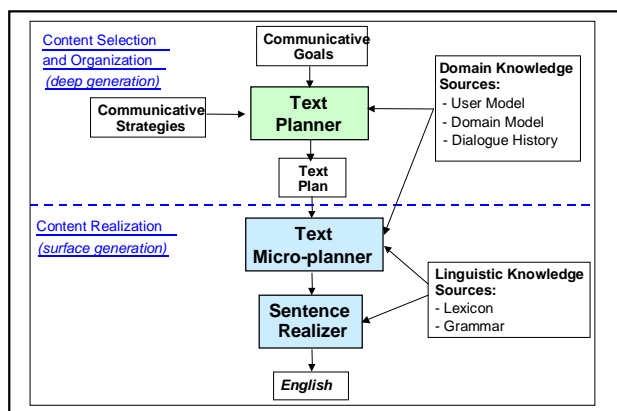 Content Selection
and Organization
(deep generation)
Communicative
Goals
Domain Knowledge
Sources:
- User Model
- Domain Model
- Dialogue History
Communicative
Strategies
Text
Planner
Text
Plan
Content Realization
(surface generation)
Text
Micro-planner
Linguistic Knowledge
Sources:
- Lexicon
- Grammar
Sentence
Realizer
English